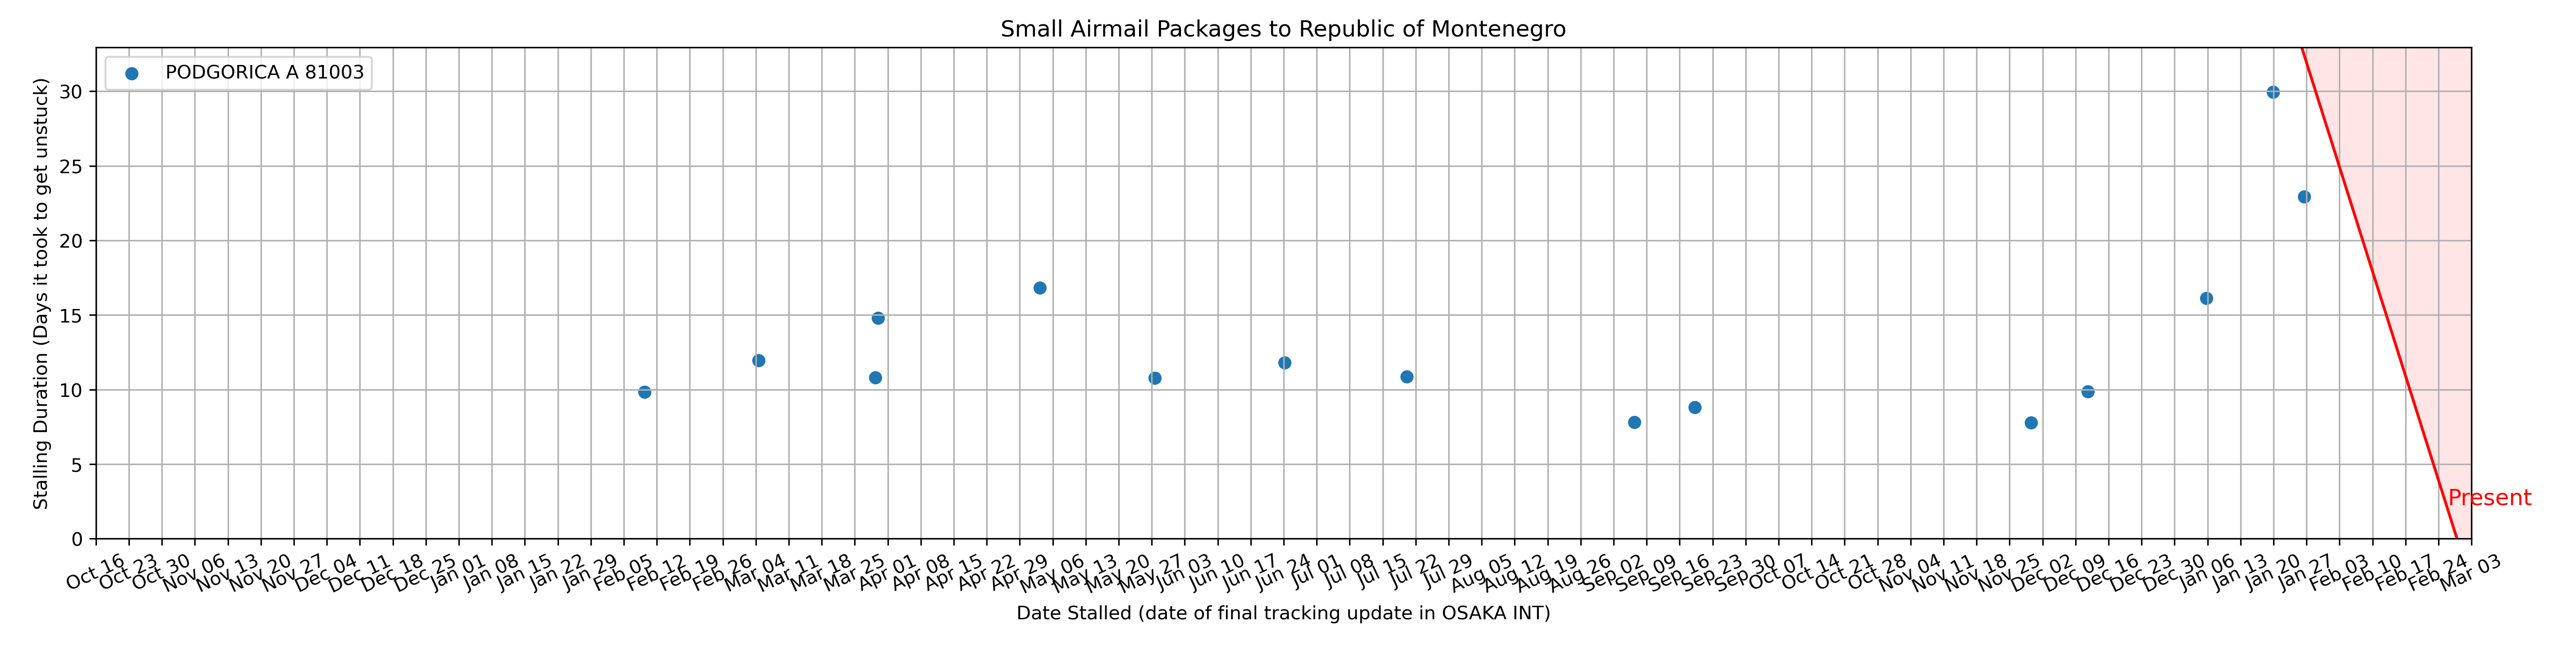 Small Airmail Packages to Republic of Montenegro
PODGORICA A 81003
Stalling Duration (Days it took to get unstuck)
30
25
20
15
10
5
0
Present
Oct 16 Oct 23 Oct 30 Nov 06 Nov 13 Nov 20 Nov 27 Dec 04 Dec 11 Dec 18 Dec 25 Jan 01 Jan 08 Jan 15 Jan 22 Jan 29 Feb 05 Feb 12 Feb 19 Feb 26 Mar 04 Mar 11 Mar 18 Mar 25 Apr 01 Apr 08 Apr 15 Apr 22 Apr 29 May 06 May 13 May 20 May 27 Jun 03 Jun 10 Jun 17 Jun 24 Jul 01 Jul 08 Jul 15 Jul 22 Jul 29 Aug 05 Aug 12 Aug 19 Aug 26 Sep 02 Sep 09 Sep 16 Sep 23 Sep 30 Oct 07 Oct 14 Oct 21 Oct 28 Nov 04 Nov 11 Nov 18 Nov 25 Dec 02 Dec 09 Dec 16 Dec 23 Dec 30 Jan 06 Jan 13 Jan 20 Jan 27 Feb 03 Feb 10 Feb 17 Feb 24 Mar 03
Date Stalled (date of final tracking update in OSAKA INT)